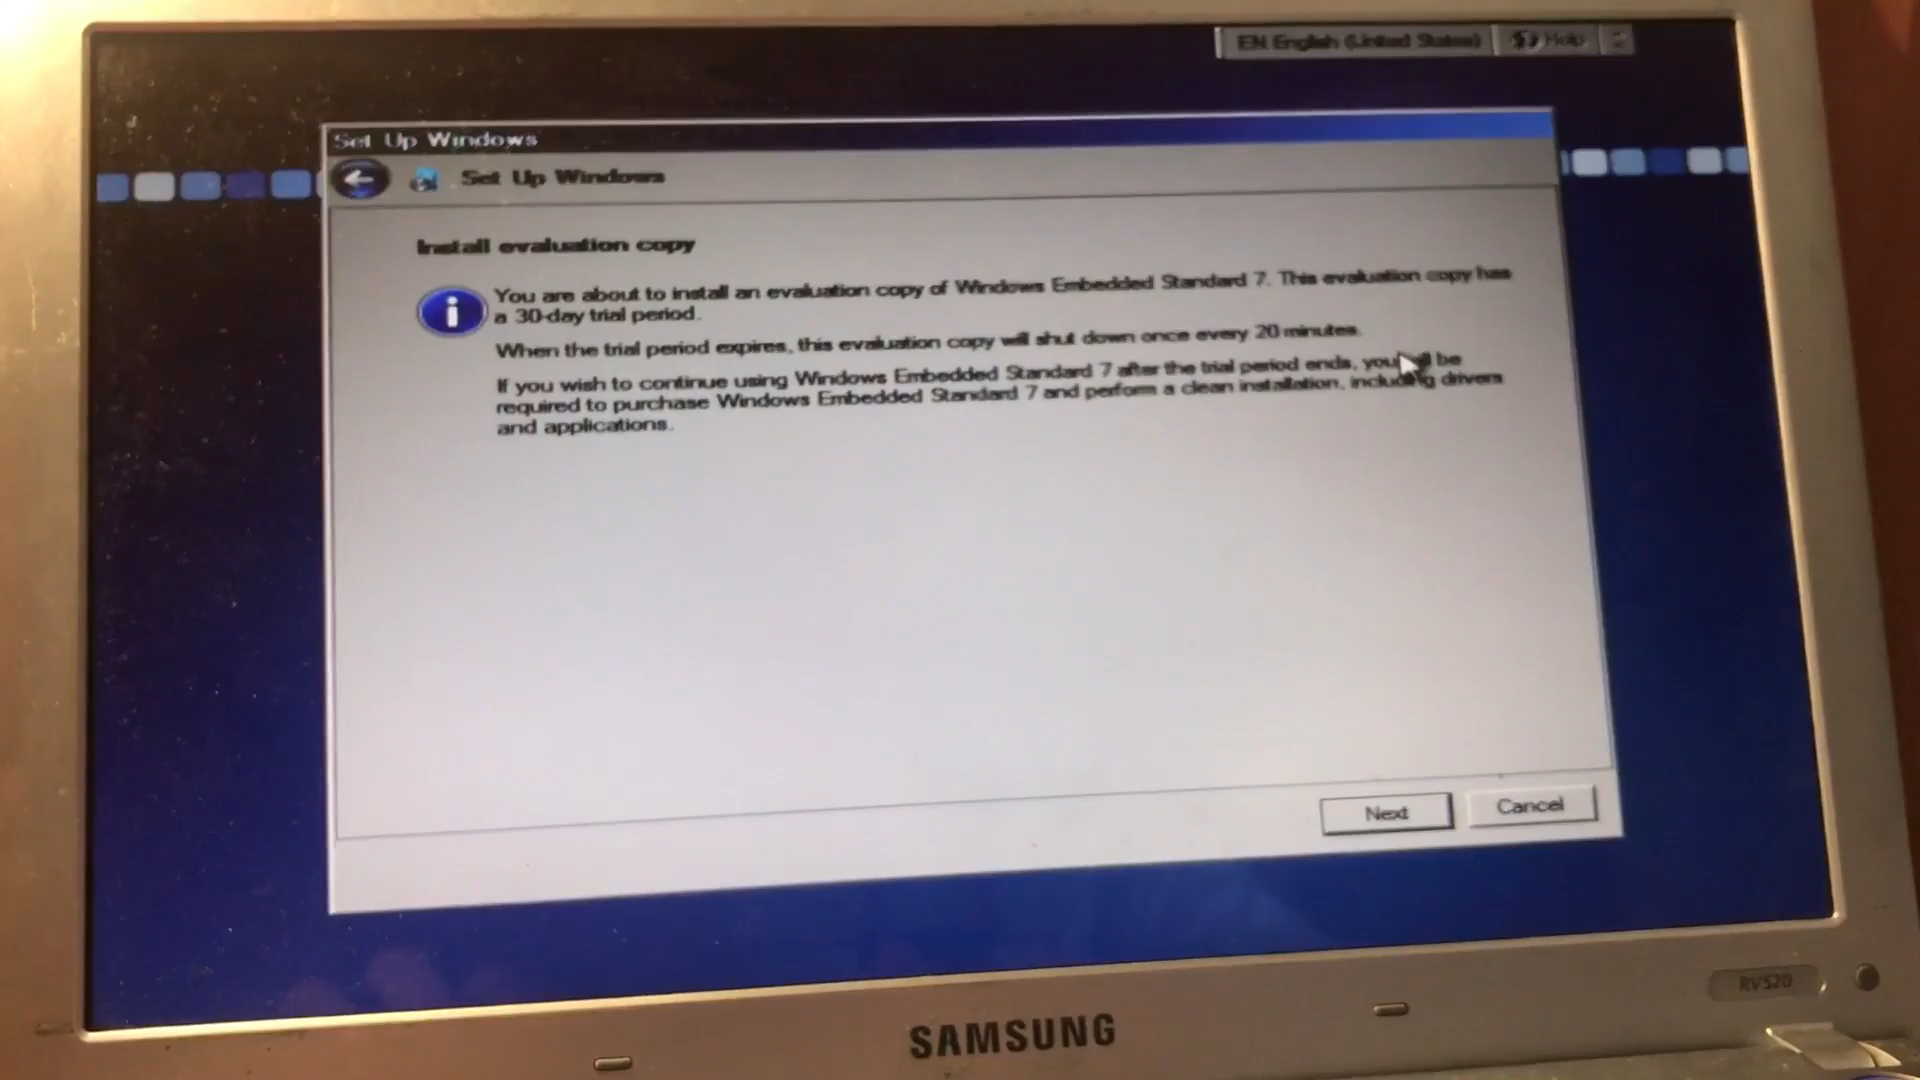 EN English (United States) Help
Set Up Windows
Set Up Windows
Install evaluation copy
You are about to install an evaluation copy of Windows Embedded Standard 7. This evaluation copy has
a 30-day trial period.
When the trial period expires, this evaluation copy will shut down once every 20 minutes.
If you wish to continue using Windows Embedded Standard 7 after the trial period ends, you will be
required to purchase Windows Embedded Standard 7 and perform a clean installation, including drivers
and applications.
Next Cancel
RV520
SAMSUNG